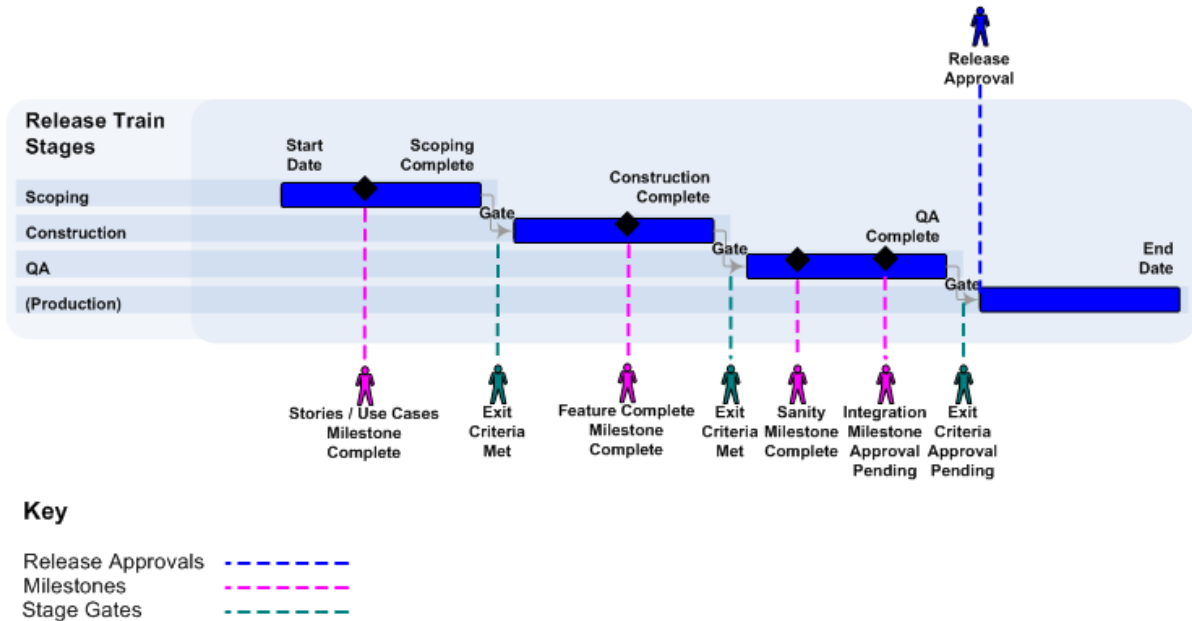 Release
Approval
Release Train
Stages
Start
Date
Scoping
Complete
Scoping
Gate
Construction
Complete
Construction
Gate
QA
Complete
QA
Gate
End
Date
(Production)
Stories / Use Cases
Milestone
Complete
Exit
Criteria
Met
Feature Complete
Milestone
Complete
Exit
Criteria
Met
Sanity
Milestone
Complete
Integration
Milestone
Approval
Pending
Exit
Criteria
Approval
Pending
Key
Release Approvals
Milestones
Stage Gates